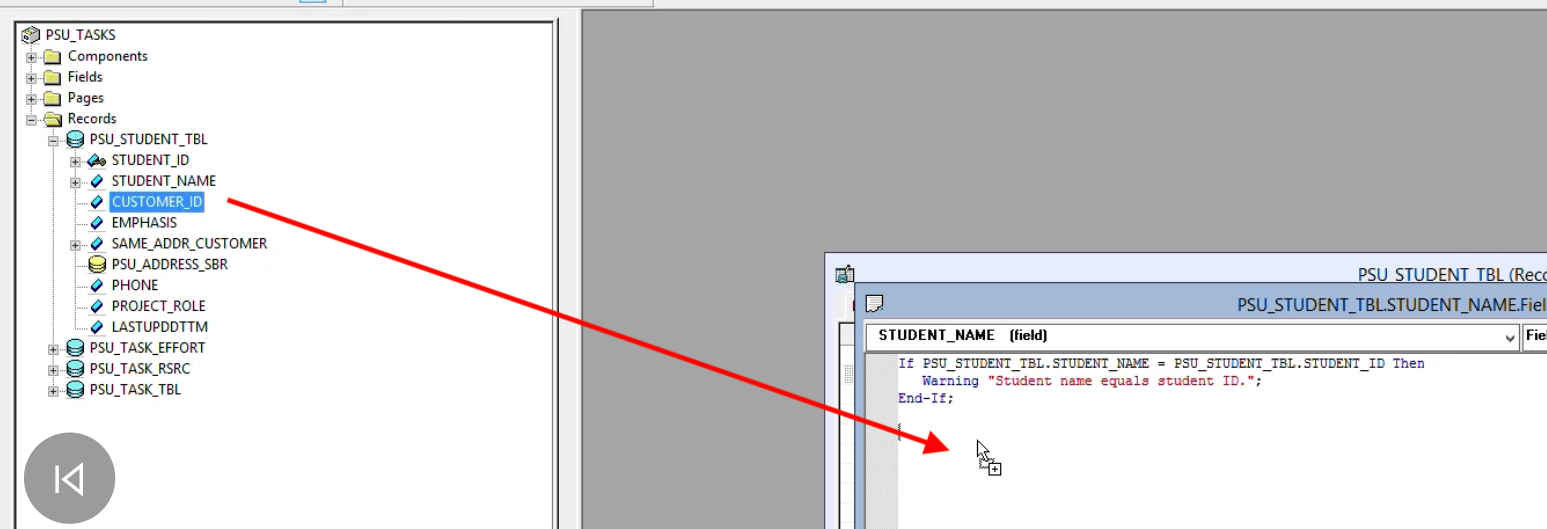 PSU_TASKS
Components
Fields
Pages
Records
PSU_STUDENT_TBL
STUDENT_ID
STUDENT_NAME
CUSTOMER_ID
EMPHASIS
SAME_ADDR_CUSTOMER
PSU_ADDRESS_SBR
PHONE
PROJECT_ROLE
LASTUPDDTTM
PSU_TASK_EFFORT
PSU_TASK_RSRC
PSU_TASK_TBL
PSU_STUDENT_TBL (Reco
PSU_STUDENT_TBL.STUDENT_NAME.Fiel
STUDENT_NAME (field) Fiel
If PSU_STUDENT_TBL.STUDENT_NAME = PSU_STUDENT_TBL.STUDENT_ID Then
Warning "Student name equals student ID.";
End-If;